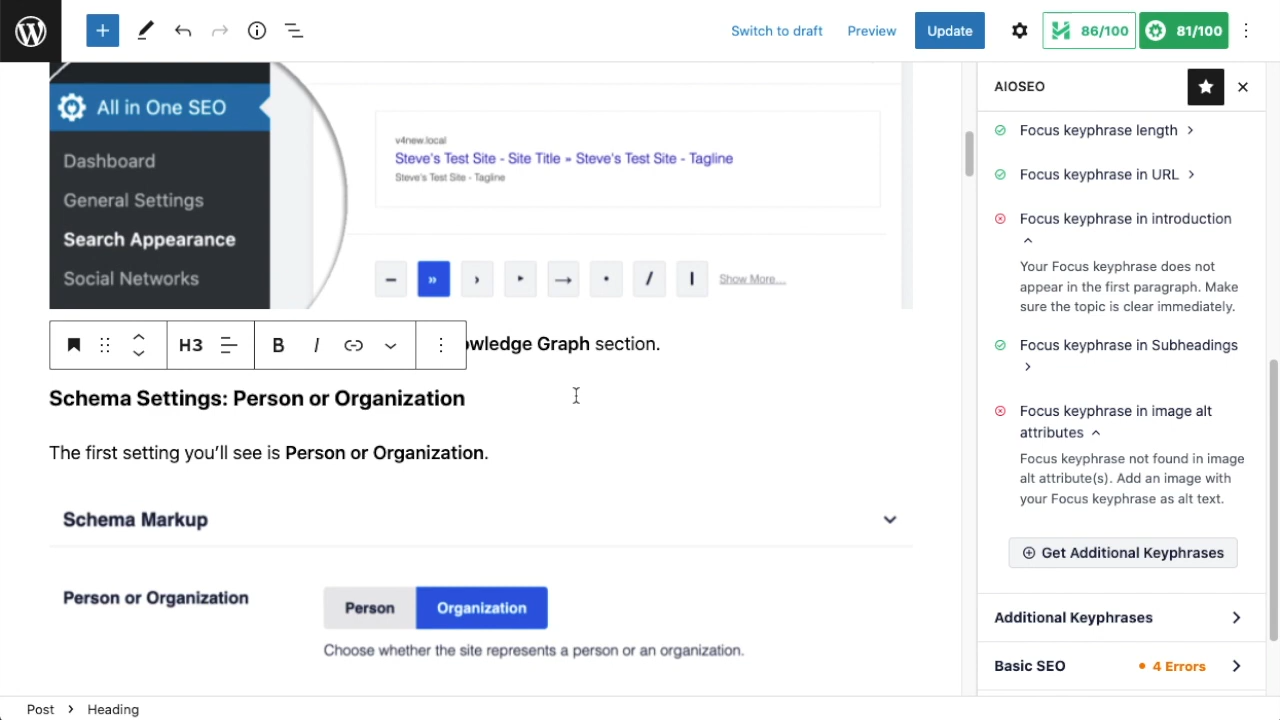 Switch to draft
Preview
Update
86/100
81/100
All in One SEO
Dashboard
General Settings
Search Appearance
Social Networks
v4new.local
Steve's Test Site - Site Title » Steve's Test Site - Tagline
Steve's Test Site - Tagline
– » › ▸ → • / |
Show More...
H3 B I
wledge Graph section.
Schema Settings: Person or Organization
The first setting you'll see is Person or Organization.
Schema Markup
Person or Organization
Person
Organization
Choose whether the site represents a person or an organization.
AIOSEO
Focus keyphrase length
Focus keyphrase in URL
Focus keyphrase in introduction
Your Focus keyphrase does not
appear in the first paragraph. Make
sure the topic is clear immediately.
Focus keyphrase in Subheadings
Focus keyphrase in image alt
attributes
Focus keyphrase not found in image
alt attribute(s). Add an image with
your Focus keyphrase as alt text.
Get Additional Keyphrases
Additional Keyphrases
Basic SEO
4 Errors
Post › Heading